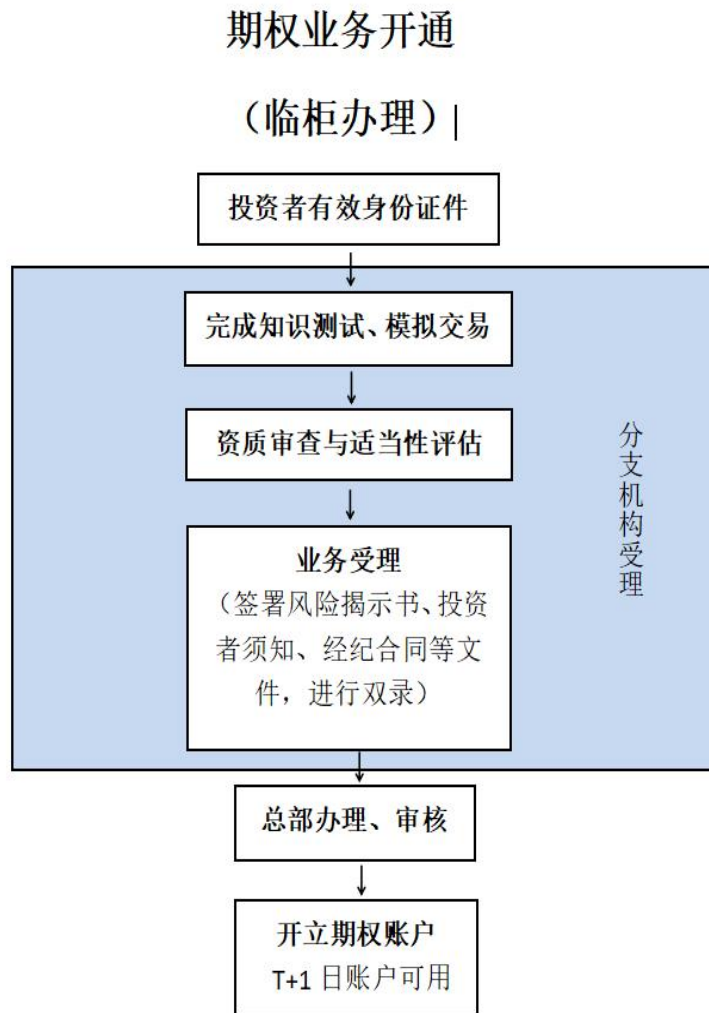 期权业务开通
（临柜办理）
投资者有效身份证件
完成知识测试、模拟交易
资质审查与适当性评估
业务受理
（签署风险揭示书、投资
者须知、经纪合同等文
件，进行双录）
分支机构受理
总部办理、审核
开立期权账户
T+1 日账户可用